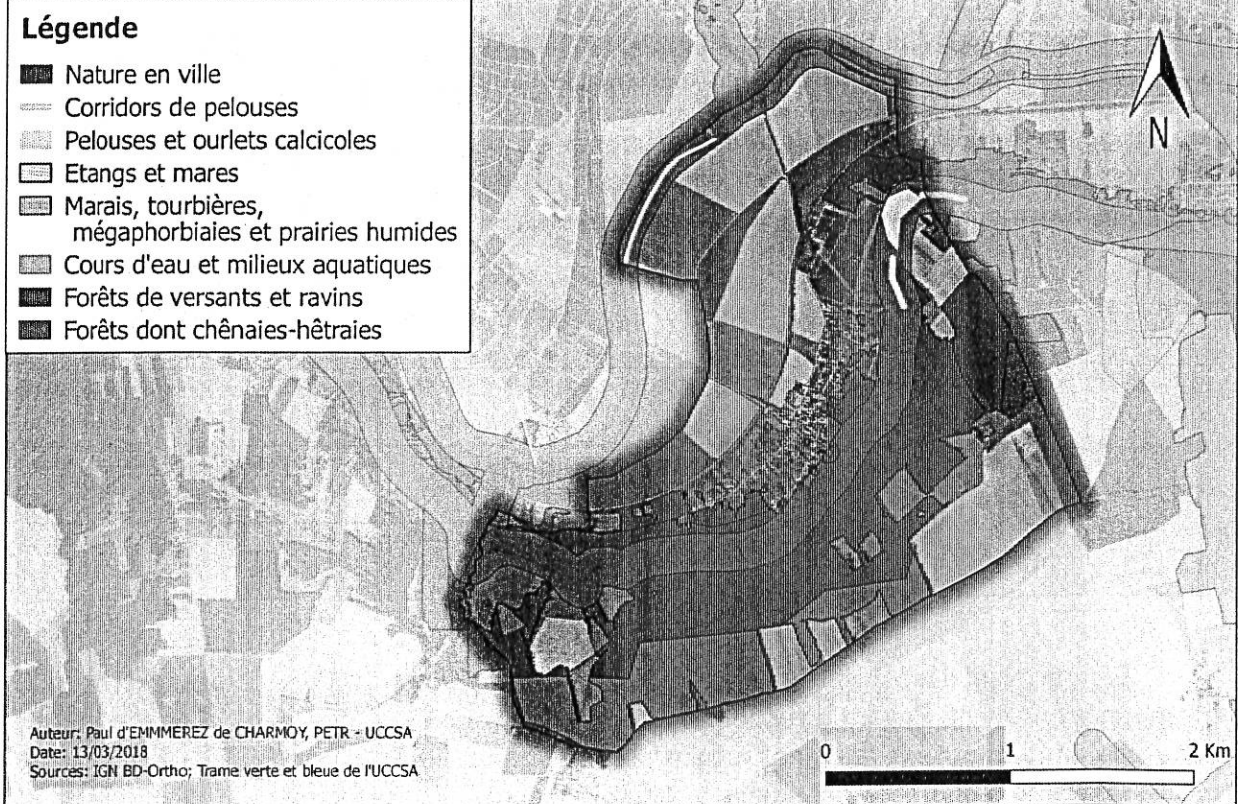 Légende
Nature en ville
Corridors de pelouses
Pelouses et ourlets calcicoles
Etangs et mares
Marais, tourbières,
mégaphorbiaies et prairies humides
Cours d'eau et milieux aquatiques
Forêts de versants et ravins
Forêts dont chênaies-hêtraies
N
Auteur: Paul d'EMMMEREZ de CHARMOY, PETR - UCCSA
Date: 13/03/2018
Sources: IGN BD-Ortho; Trame verte et bleue de l'UCCSA
0 1 2 Km